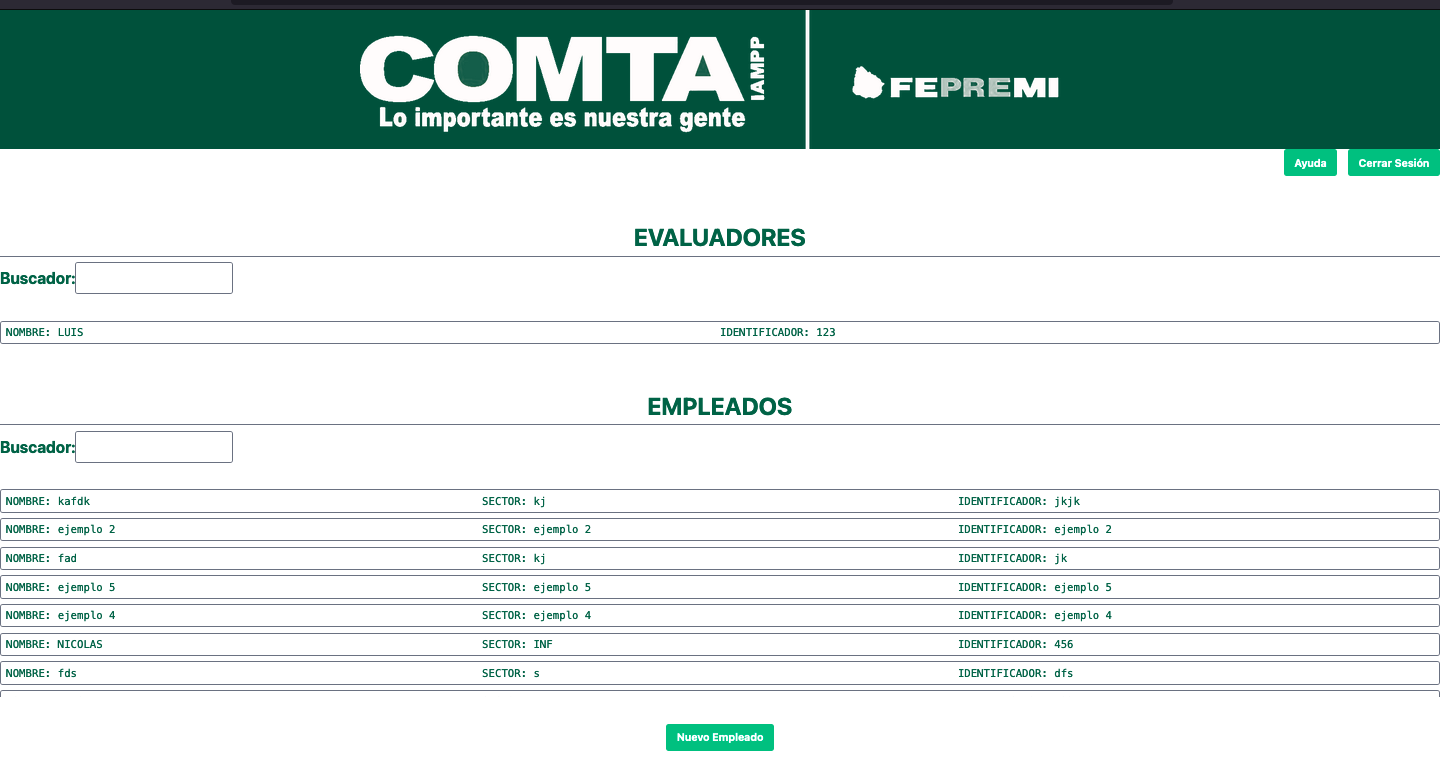 COMTA IAMPP
Lo importante es nuestra gente
FEPREMI
Ayuda Cerrar Sesión
EVALUADORES
Buscador:
NOMBRE: LUIS IDENTIFICADOR: 123
EMPLEADOS
Buscador:
NOMBRE: kafdk SECTOR: kj IDENTIFICADOR: jkjk
NOMBRE: ejemplo 2 SECTOR: ejemplo 2 IDENTIFICADOR: ejemplo 2
NOMBRE: fad SECTOR: kj IDENTIFICADOR: jk
NOMBRE: ejemplo 5 SECTOR: ejemplo 5 IDENTIFICADOR: ejemplo 5
NOMBRE: ejemplo 4 SECTOR: ejemplo 4 IDENTIFICADOR: ejemplo 4
NOMBRE: NICOLAS SECTOR: INF IDENTIFICADOR: 456
NOMBRE: fds SECTOR: s IDENTIFICADOR: dfs
Nuevo Empleado